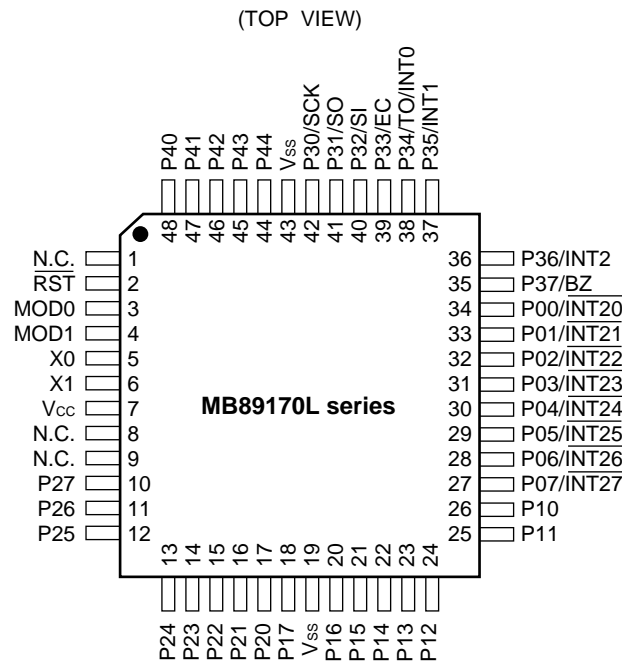 (TOP VIEW)
P40
P41
P42
P43
P44
Vss
P30/SCK
P31/SO
P32/SI
P33/EC
P34/TO/INT0
P35/INT1
48
47
46
45
44
43
42
41
40
39
38
37
N.C. 1
RST 2
MOD0 3
MOD1 4
X0 5
X1 6
Vcc 7
N.C. 8
N.C. 9
P27 10
P26 11
P25 12
MB89170L series
36 P36/INT2
35 P37/BZ
34 P00/INT20
33 P01/INT21
32 P02/INT22
31 P03/INT23
30 P04/INT24
29 P05/INT25
28 P06/INT26
27 P07/INT27
26 P10
25 P11
13
14
15
16
17
18
19
20
21
22
23
24
P24
P23
P22
P21
P20
P17
Vss
P16
P15
P14
P13
P12